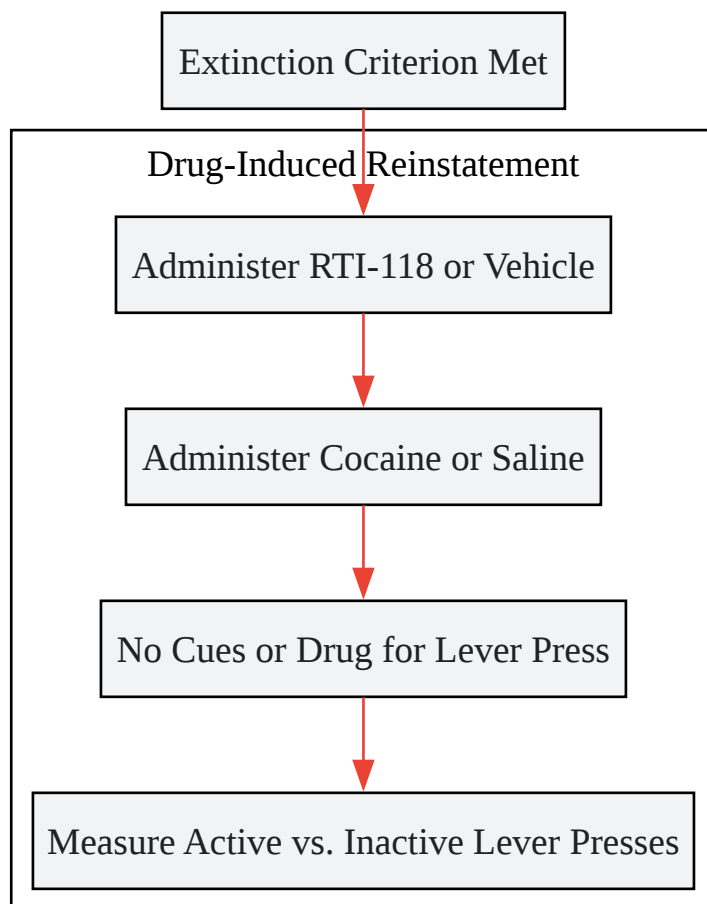 Extinction Criterion Met
Drug-Induced Reinstatement
Administer RTI-118 or Vehicle
Administer Cocaine or Saline
No Cues or Drug for Lever Press
Measure Active vs. Inactive Lever Presses